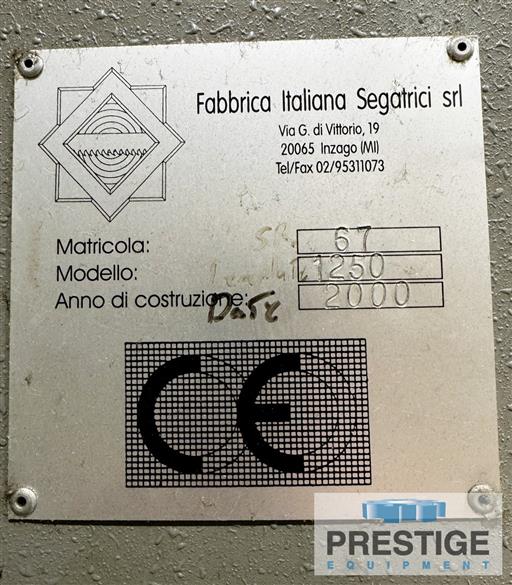 Fabbrica Italiana Segatrici srl
Via G. di Vittorio, 19
20065 Inzago (MI)
Tel/Fax 02/95311073
Matricola: 67
Modello: 1250
Anno di costruzione: 2000
Date
CE
PRESTIGE
EQUIPMENT